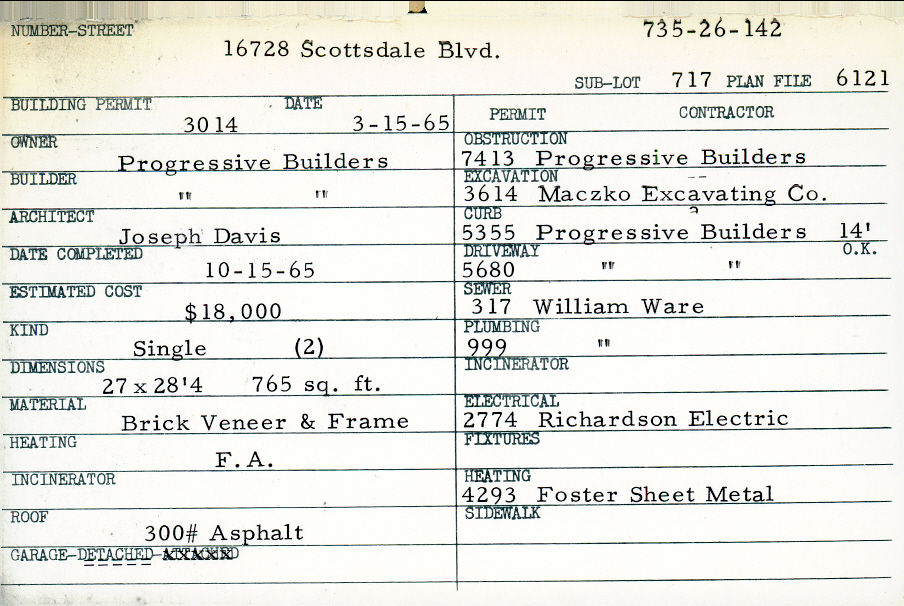 NUMBER-STREET 735-26-142
16728 Scottsdale Blvd.
SUB-LOT 717 PLAN FILE 6121
BUILDING PERMIT DATE
3014 3-15-65
OWNER
Progressive Builders
BUILDER
" "
ARCHITECT
Joseph Davis
DATE COMPLETED
10-15-65
ESTIMATED COST
$18,000
KIND
Single (2)
DIMENSIONS
27 x 28'4 765 sq. ft.
MATERIAL
Brick Veneer & Frame
HEATING
F. A.
INCINERATOR
ROOF
300# Asphalt
GARAGE-DETACHED-ATTACHED
PERMIT CONTRACTOR
OBSTRUCTION
7413 Progressive Builders
EXCAVATION
3614 Maczko Excavating Co.
CURB
5355 Progressive Builders 14'
DRIVEWAY O.K.
5680 " "
SEWER
317 William Ware
PLUMBING
999 "
INCINERATOR
ELECTRICAL
2774 Richardson Electric
FIXTURES
HEATING
4293 Foster Sheet Metal
SIDEWALK